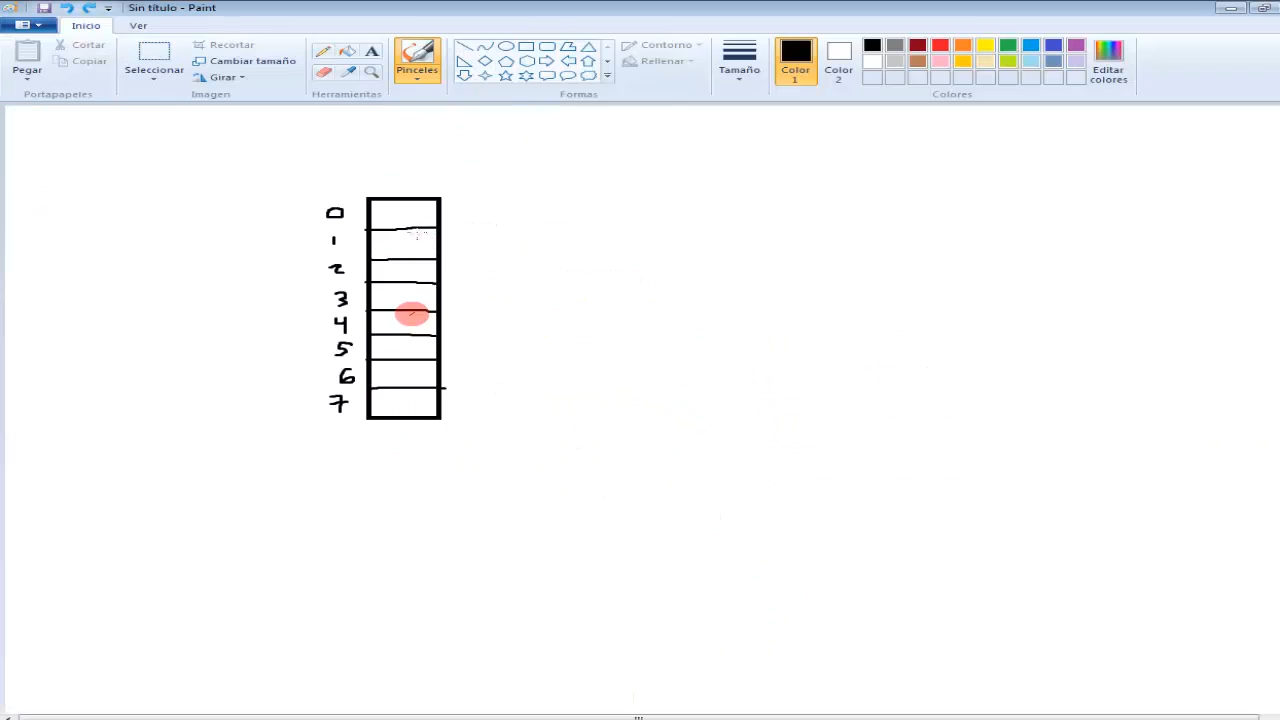 Sin título - Paint
Inicio Ver
Pegar
Cortar
Copiar
Portapapeles
Seleccionar
Recortar
Cambiar tamaño
Girar
Imagen
A
Herramientas
Pinceles
Formas
Contorno
Rellenar
Tamaño
Color 1
Color 2
Editar colores
Colores
0
1
2
3
4
5
6
7